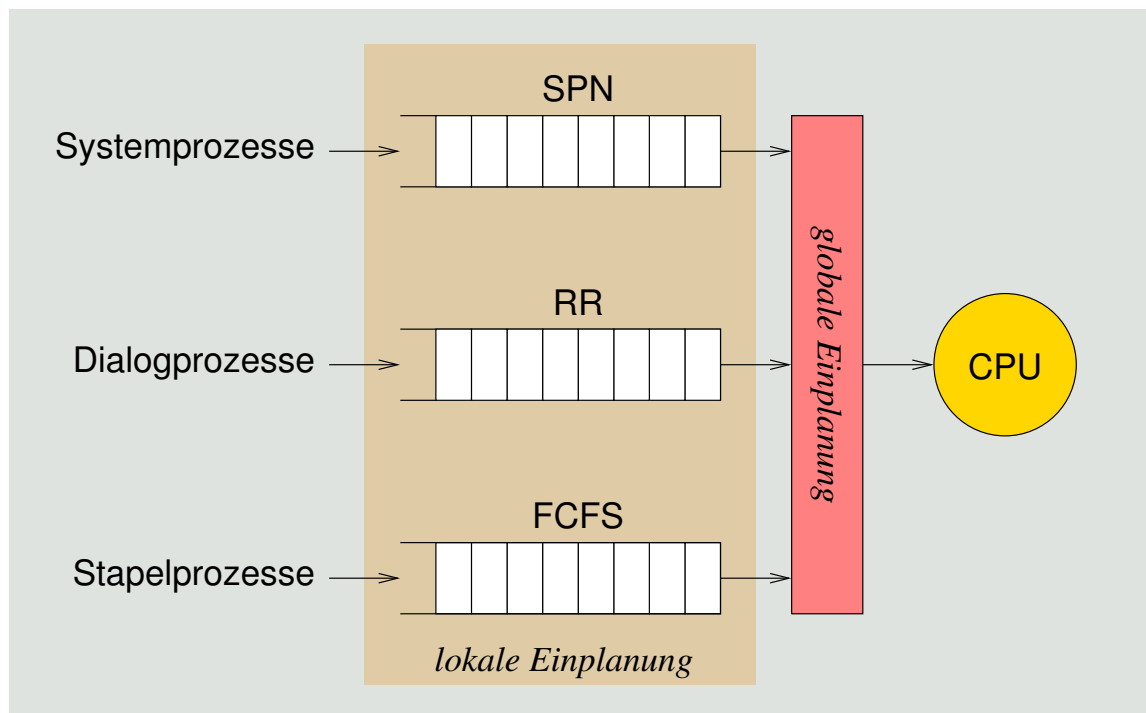 SPN
Systemprozesse
RR
Dialogprozesse
globale Einplanung
CPU
FCFS
Stapelprozesse
lokale Einplanung